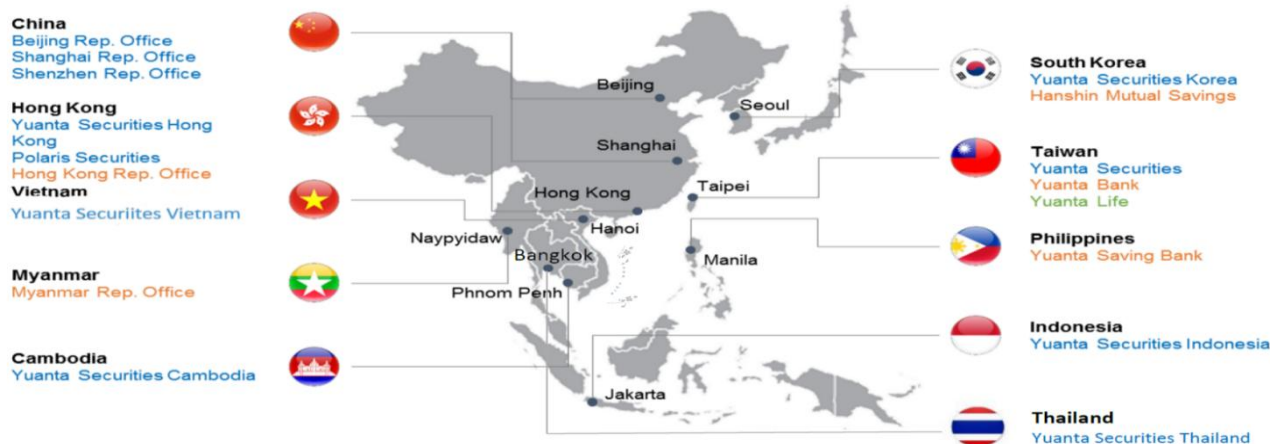 China
Beijing Rep. Office
Shanghai Rep. Office
Shenzhen Rep. Office
Hong Kong
Yuanta Securities Hong
Kong
Polaris Securities
Hong Kong Rep. Office
Vietnam
Yuanta Securiites Vietnam
Myanmar
Myanmar Rep. Office
Cambodia
Yuanta Securities Cambodia
Beijing
Seoul
Shanghai
Hong Kong
Taipei
Hanoi
Naypyidaw
Bangkok
Manila
Phnom Penh
Jakarta
South Korea
Yuanta Securities Korea
Hanshin Mutual Savings
Taiwan
Yuanta Securities
Yuanta Bank
Yuanta Life
Philippines
Yuanta Saving Bank
Indonesia
Yuanta Securities Indonesia
Thailand
Yuanta Securities Thailand